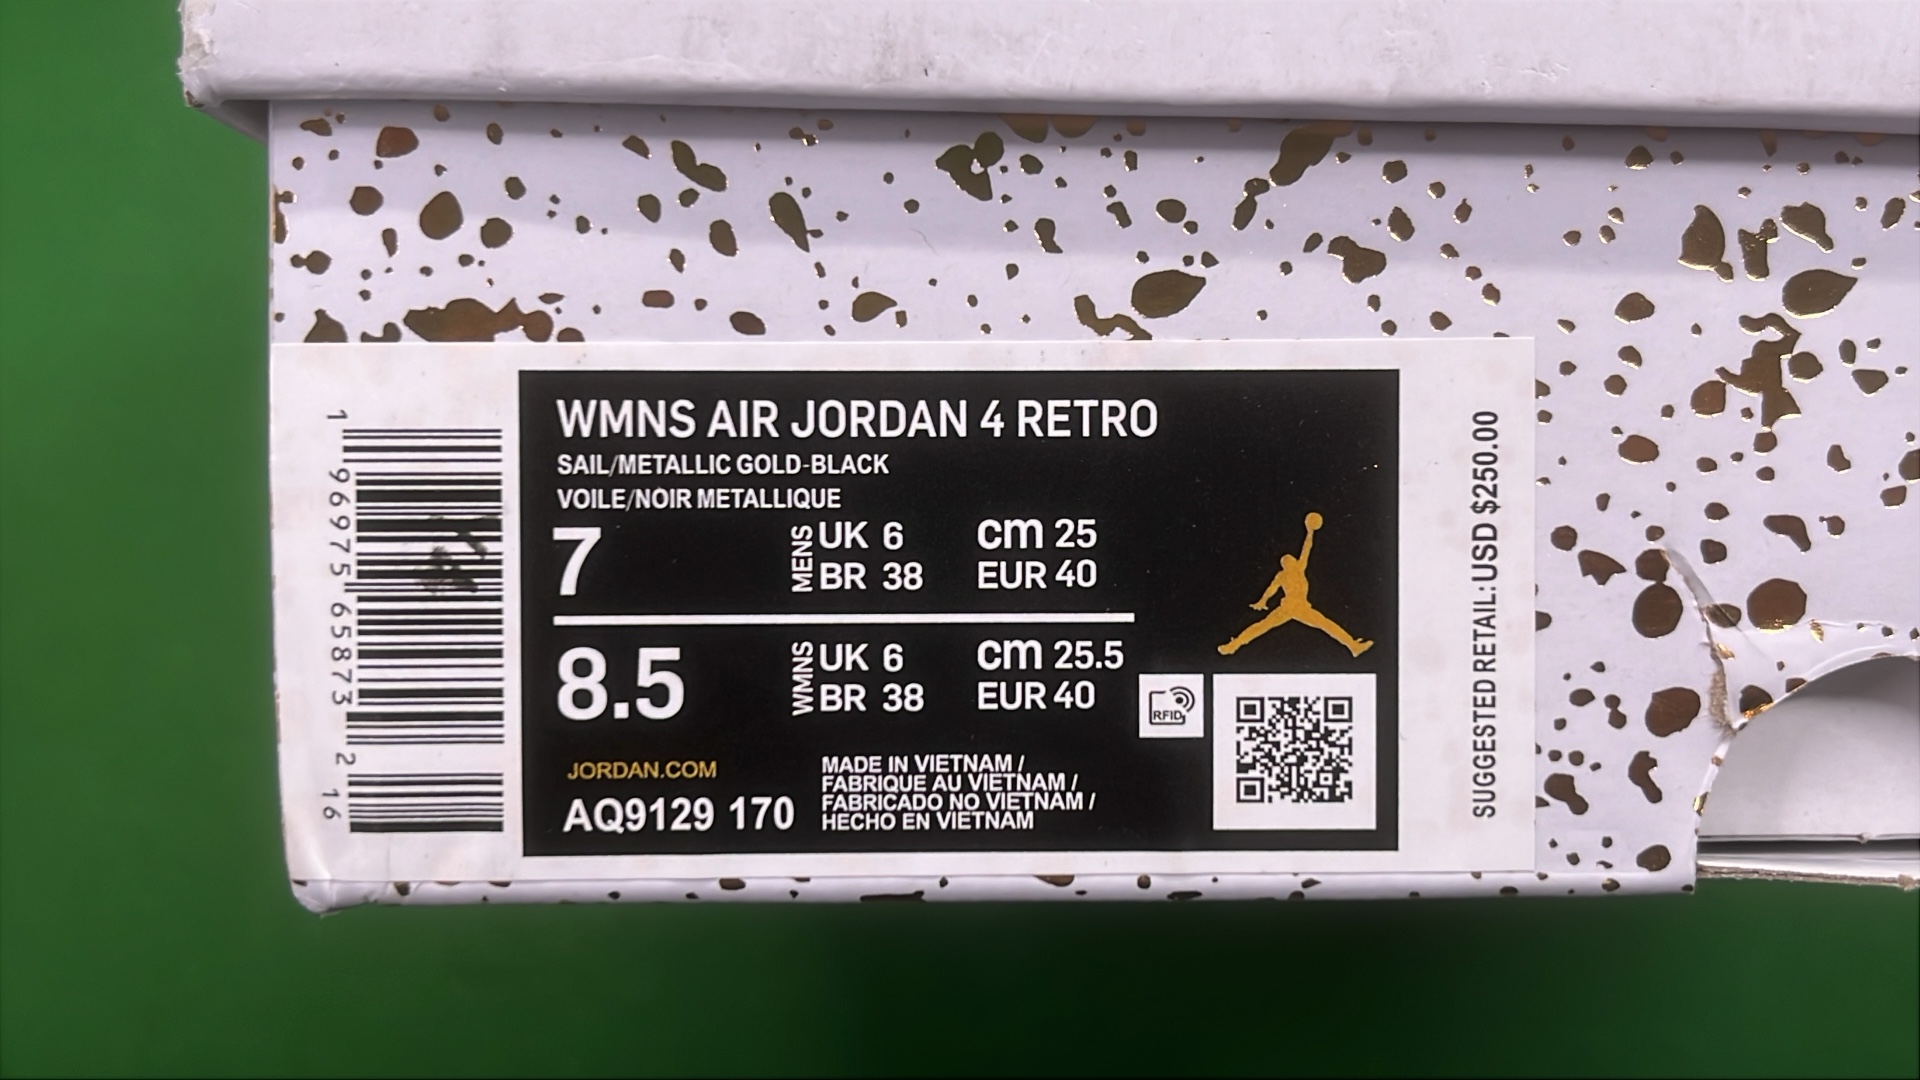 WMNS AIR JORDAN 4 RETRO
SAIL/METALLIC GOLD-BLACK
VOILE/NOIR METALLIQUE
7 MENS UK 6 cm 25
BR 38 EUR 40
8.5 WMNS UK 6 cm 25.5
BR 38 EUR 40
RFID
JORDAN.COM
AQ9129 170
MADE IN VIETNAM /
FABRIQUE AU VIETNAM /
FABRICADO NO VIETNAM /
HECHO EN VIETNAM
1 96975 65873 2 16
SUGGESTED RETAIL: USD $250.00